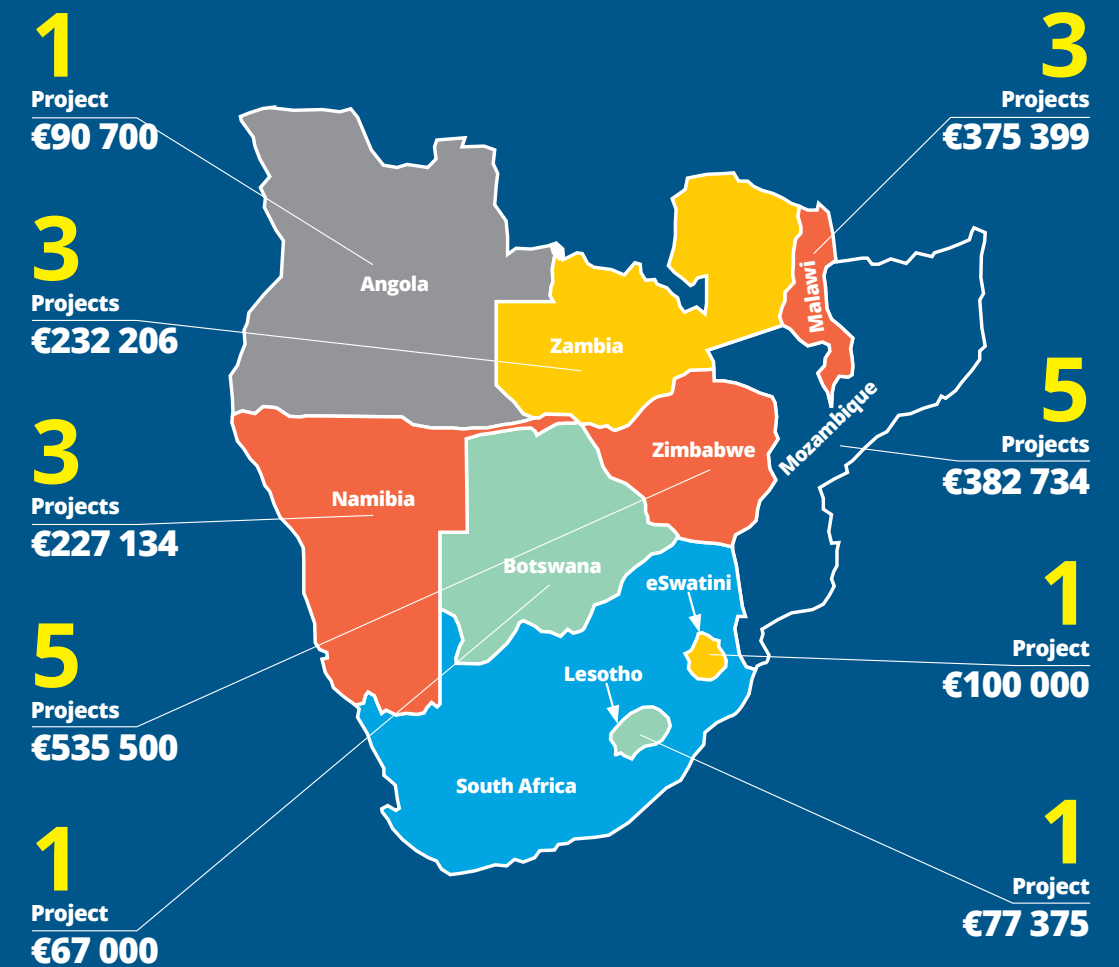 1
Project
€90 700
3
Projects
€232 206
3
Projects
€227 134
5
Projects
€535 500
1
Project
€67 000
Angola
Zambia
Malawi
Mozambique
Zimbabwe
Namibia
Botswana
eSwatini
Lesotho
South Africa
3
Projects
€375 399
5
Projects
€382 734
1
Project
€100 000
1
Project
€77 375